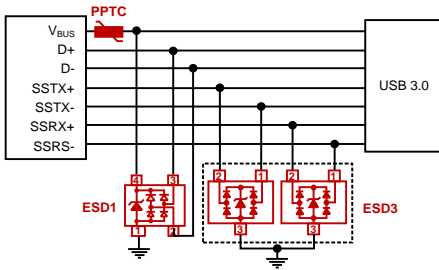 PPTC
VBUS
D+
D-
SSTX+
SSTX-
SSRX+
SSRS-
USB 3.0
4 3
1 2
ESD1
2 1
3
2 1
3
ESD3